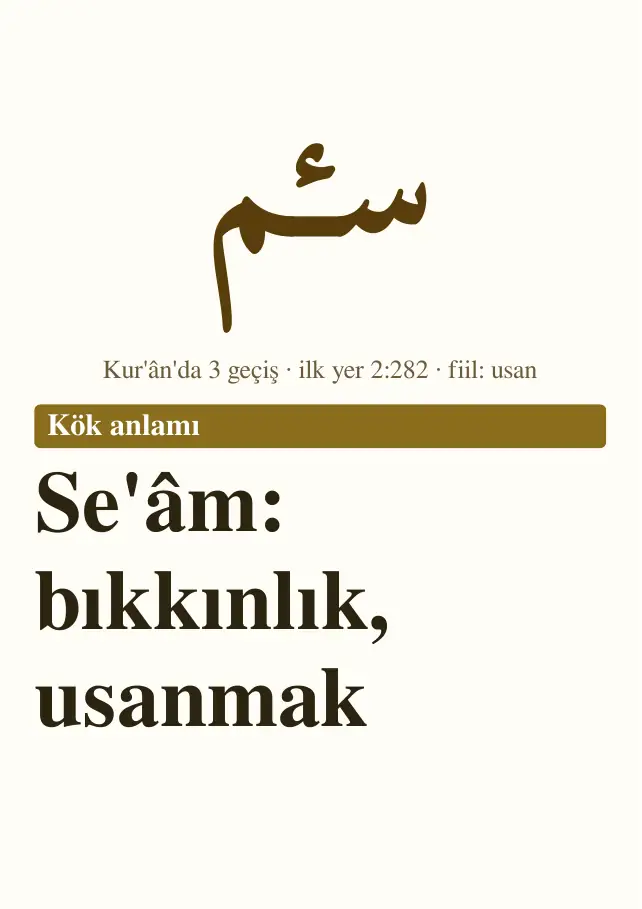 سئم
Kur'ân'da 3 geçiş · ilk yer 2:282 · fiil: usan
Kök anlamı
Se'âm:
bıkkınlık,
usanmak